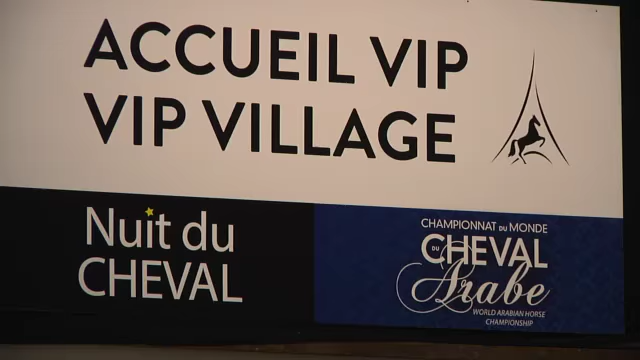 ACCUEIL VIP
VIP VILLAGE
Nuit du
CHEVAL
CHAMPIONNAT DU MONDE
DU CHEVAL
Arabe
WORLD ARABIAN HORSE
CHAMPIONSHIP